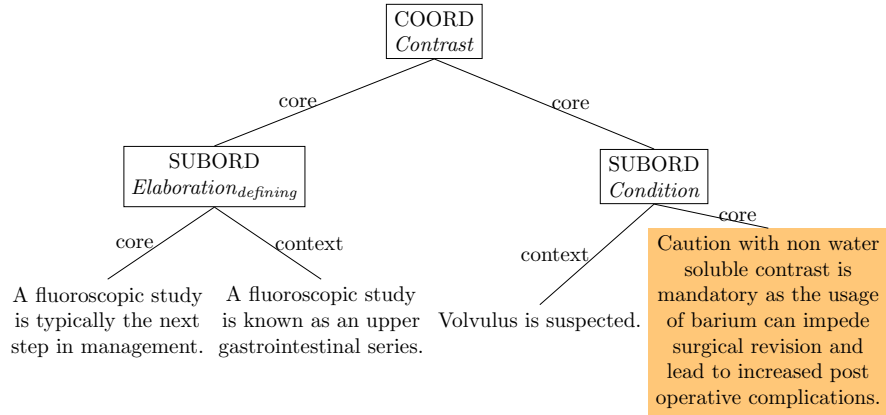 COORD
Contrast
core
core
SUBORD
Elaboration_defining
SUBORD
Condition
core
context
context
core
A fluoroscopic study
is typically the next
step in management.
A fluoroscopic study
is known as an upper
gastrointestinal series.
Volvulus is suspected.
Caution with non water
soluble contrast is
mandatory as the usage
of barium can impede
surgical revision and
lead to increased post
operative complications.